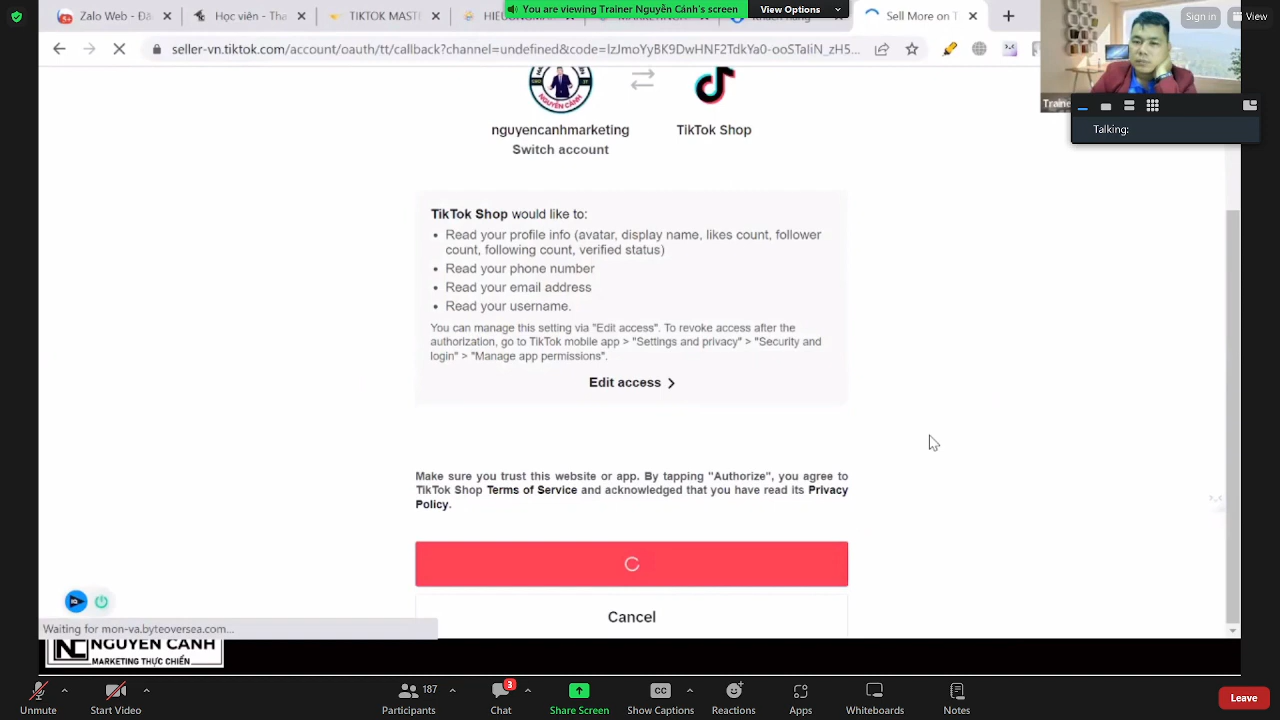 You are viewing Trainer Nguyễn Cảnh's screen
View Options
Zalo Web - Đă
Học viên - Tha
TIKTOK MAST
Sell More on T
Sign in
View
seller-vn.tiktok.com/account/oauth/tt/callback?channel=undefined&code=IzJmoYyBK9DwHNF2TdkYa0-ooSTaIiN_zH5...
Traine
Talking:
nguyencanhmarketing
TikTok Shop
Switch account
TikTok Shop would like to:
• Read your profile info (avatar, display name, likes count, follower
count, following count, verified status)
• Read your phone number
• Read your email address
• Read your username.
You can manage this setting via "Edit access". To revoke access after the
authorization, go to TikTok mobile app > "Settings and privacy" > "Security and
login" > "Manage app permissions".
Edit access
Make sure you trust this website or app. By tapping "Authorize", you agree to
TikTok Shop Terms of Service and acknowledged that you have read its Privacy
Policy.
Cancel
Waiting for mon-va.byteoversea.com...
NC NGUYEN CANH
MARKETING THỰC CHIẾN
Unmute
Start Video
187
Participants
3
Chat
Share Screen
CC
Show Captions
Reactions
Apps
Whiteboards
Notes
Leave